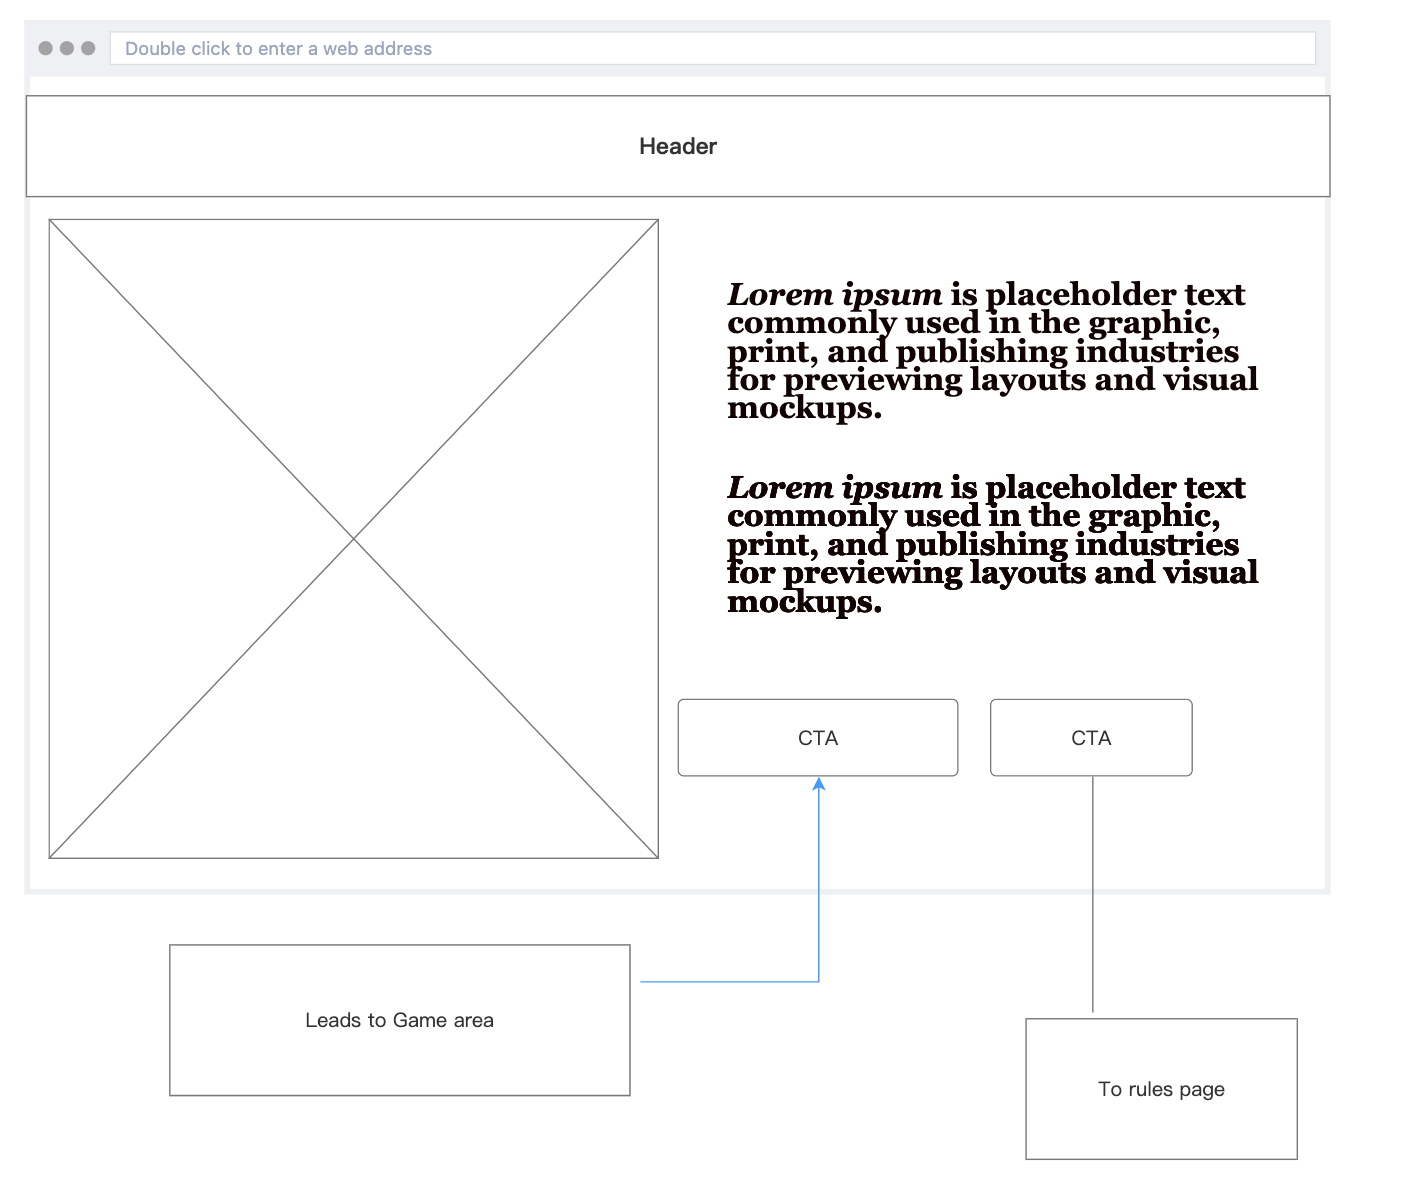 Double click to enter a web address
Header
Lorem ipsum is placeholder text
commonly used in the graphic,
print, and publishing industries
for previewing layouts and visual
mockups.
Lorem ipsum is placeholder text
commonly used in the graphic,
print, and publishing industries
for previewing layouts and visual
mockups.
CTA
CTA
Leads to Game area
To rules page